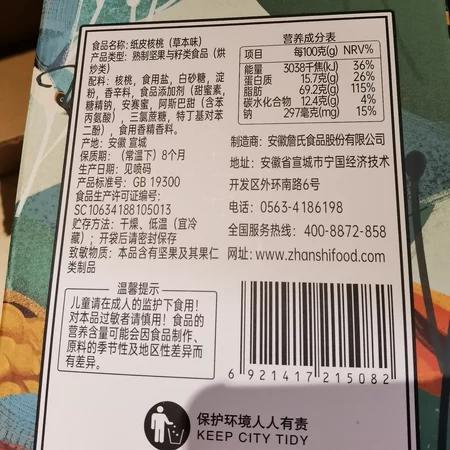 食品名称: 纸皮核桃（草本味）
产品类型: 熟制坚果与籽类食品（烘
炒类）
配料: 核桃, 食用盐, 白砂糖, 淀
粉, 香辛料, 食品添加剂（甜蜜素,
糖精钠, 安赛蜜, 阿斯巴甜（含苯
丙氨酸）, 三氯蔗糖, 特丁基对苯
二酚）, 食用香精香料。
产地: 安徽 宣城
保质期: （常温下）8个月
生产日期: 见喷码
产品标准号: GB 19300
食品生产许可证编号:
SC10634188105013
贮存方法: 干燥、低温（宜冷
藏）; 开袋后请密封保存
致敏物质: 本品含有坚果及其果仁
类制品
温馨提示
儿童请在成人的监护下食用!
对本品过敏者请慎用! 食品的
营养含量可能会因食品制作、
原料的季节性及地区性差异而
有差异。
营养成分表
项目 每100克(g) NRV%
能量 3038千焦(kJ) 36%
蛋白质 15.7克(g) 26%
脂肪 69.2克(g) 115%
碳水化合物 12.4克(g) 4%
钠 297毫克(mg) 15%
制造商: 安徽詹氏食品股份有限公司
地址: 安徽省宣城市宁国经济技术
开发区外环南路6号
电话: 0563-4186198
全国服务热线: 400-8872-858
网址: www.zhanshifood.com
6 921417 215082
保护环境人人有责
KEEP CITY TIDY